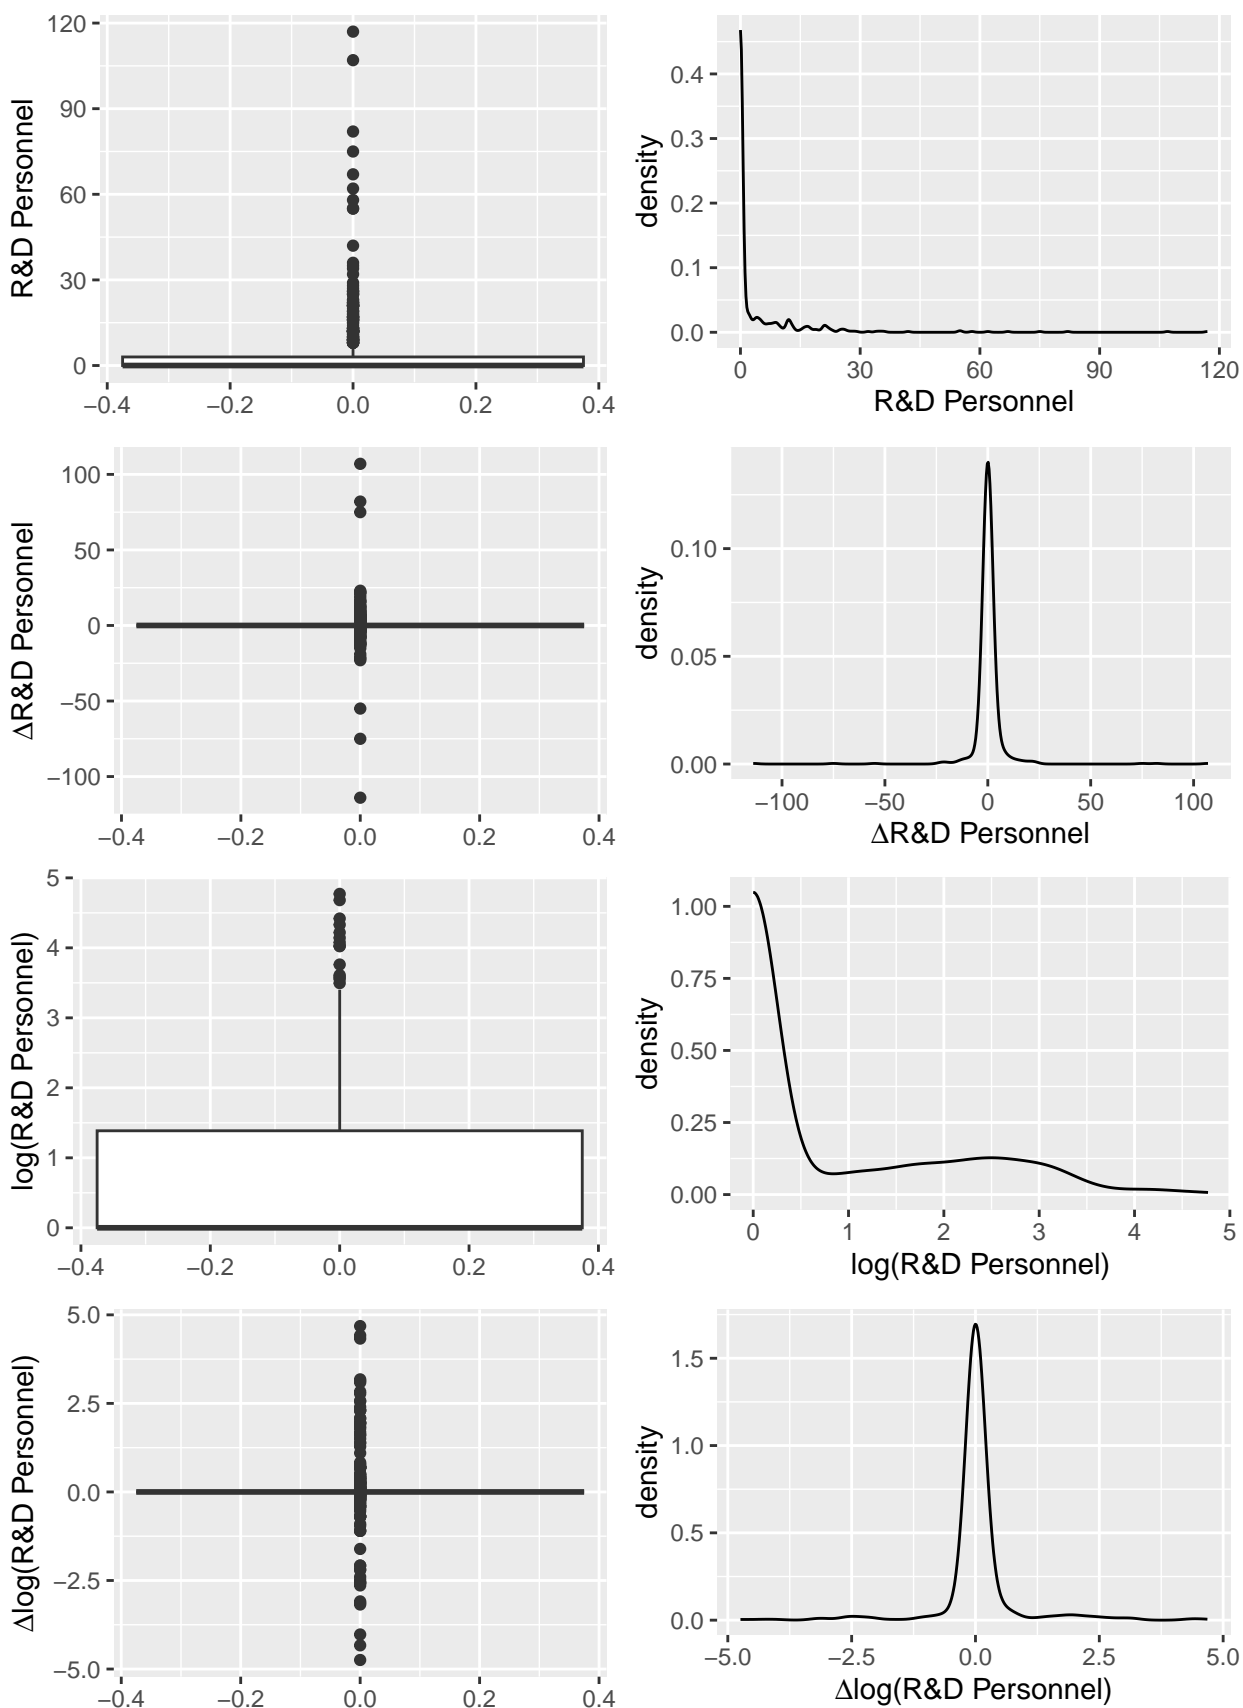 R&D Personnel
120
90
60
30
0
−0.4 −0.2 0.0 0.2 0.4
density
0.4
0.3
0.2
0.1
0.0
0 30 60 90 120
R&D Personnel
ΔR&D Personnel
100
50
0
−50
−100
−0.4 −0.2 0.0 0.2 0.4
density
0.10
0.05
0.00
−100 −50 0 50 100
ΔR&D Personnel
log(R&D Personnel)
5
4
3
2
1
0
−0.4 −0.2 0.0 0.2 0.4
density
1.00
0.75
0.50
0.25
0.00
0 1 2 3 4 5
log(R&D Personnel)
Δlog(R&D Personnel)
5.0
2.5
0.0
−2.5
−5.0
−0.4 −0.2 0.0 0.2 0.4
density
1.5
1.0
0.5
0.0
−5.0 −2.5 0.0 2.5 5.0
Δlog(R&D Personnel)